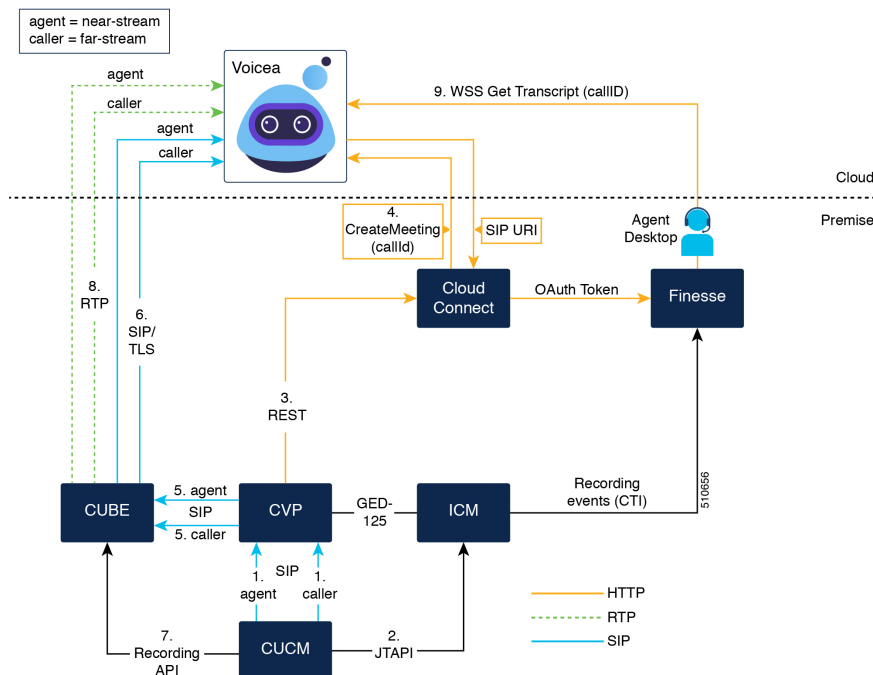 agent = near-stream
caller = far-stream
Voicea
agent
caller
agent
caller
9. WSS Get Transcript (callID)
Cloud
Premise
4.
CreateMeeting
(callId)
SIP URI
Agent
Desktop
8.
RTP
6.
SIP/
TLS
Cloud
Connect
OAuth Token
Finesse
3.
REST
5. agent
SIP
5. caller
CUBE
CVP
GED-
125
ICM
Recording
events (CTI)
510656
1.
agent
SIP
1.
caller
7.
Recording
API
CUCM
2.
JTAPI
HTTP
RTP
SIP